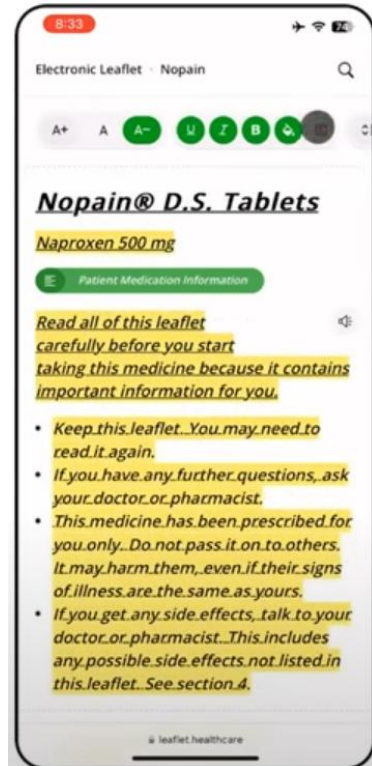 8:33
74
Electronic Leaflet · Nopain
A+ A A− U I B
Nopain® D.S. Tablets
Naproxen 500 mg
Patient Medication Information
Read all of this leaflet
carefully before you start
taking this medicine because it contains
important information for you.
• Keep this leaflet. You may need to
read it again.
• If you have any further questions, ask
your doctor or pharmacist.
• This medicine has been prescribed for
you only. Do not pass it on to others.
It may harm them, even if their signs
of illness are the same as yours.
• If you get any side effects, talk to your
doctor or pharmacist. This includes
any possible side effects not listed in
this leaflet. See section 4.
leaflet.healthcare